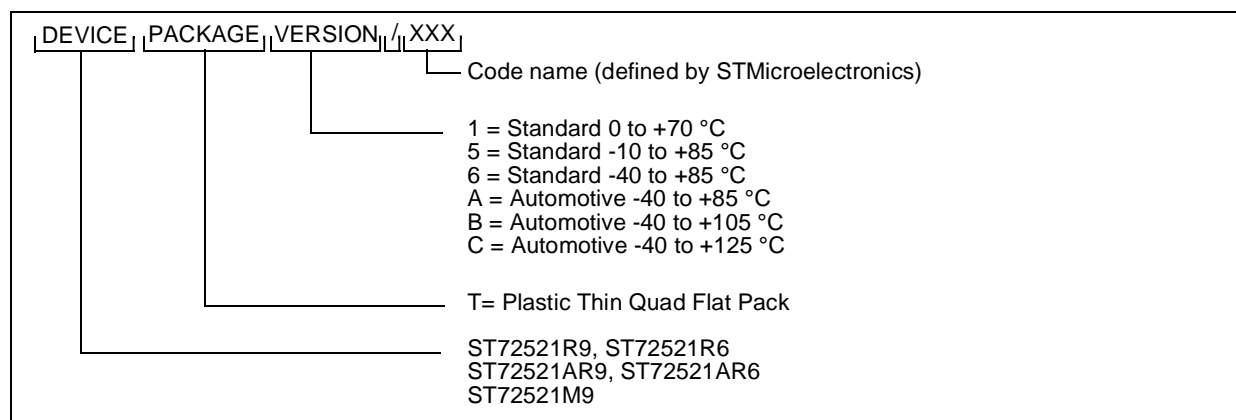 DEVICE PACKAGE VERSION / XXX
Code name (defined by STMicroelectronics)
1 = Standard 0 to +70 °C
5 = Standard -10 to +85 °C
6 = Standard -40 to +85 °C
A = Automotive -40 to +85 °C
B = Automotive -40 to +105 °C
C = Automotive -40 to +125 °C
T= Plastic Thin Quad Flat Pack
ST72521R9, ST72521R6
ST72521AR9, ST72521AR6
ST72521M9